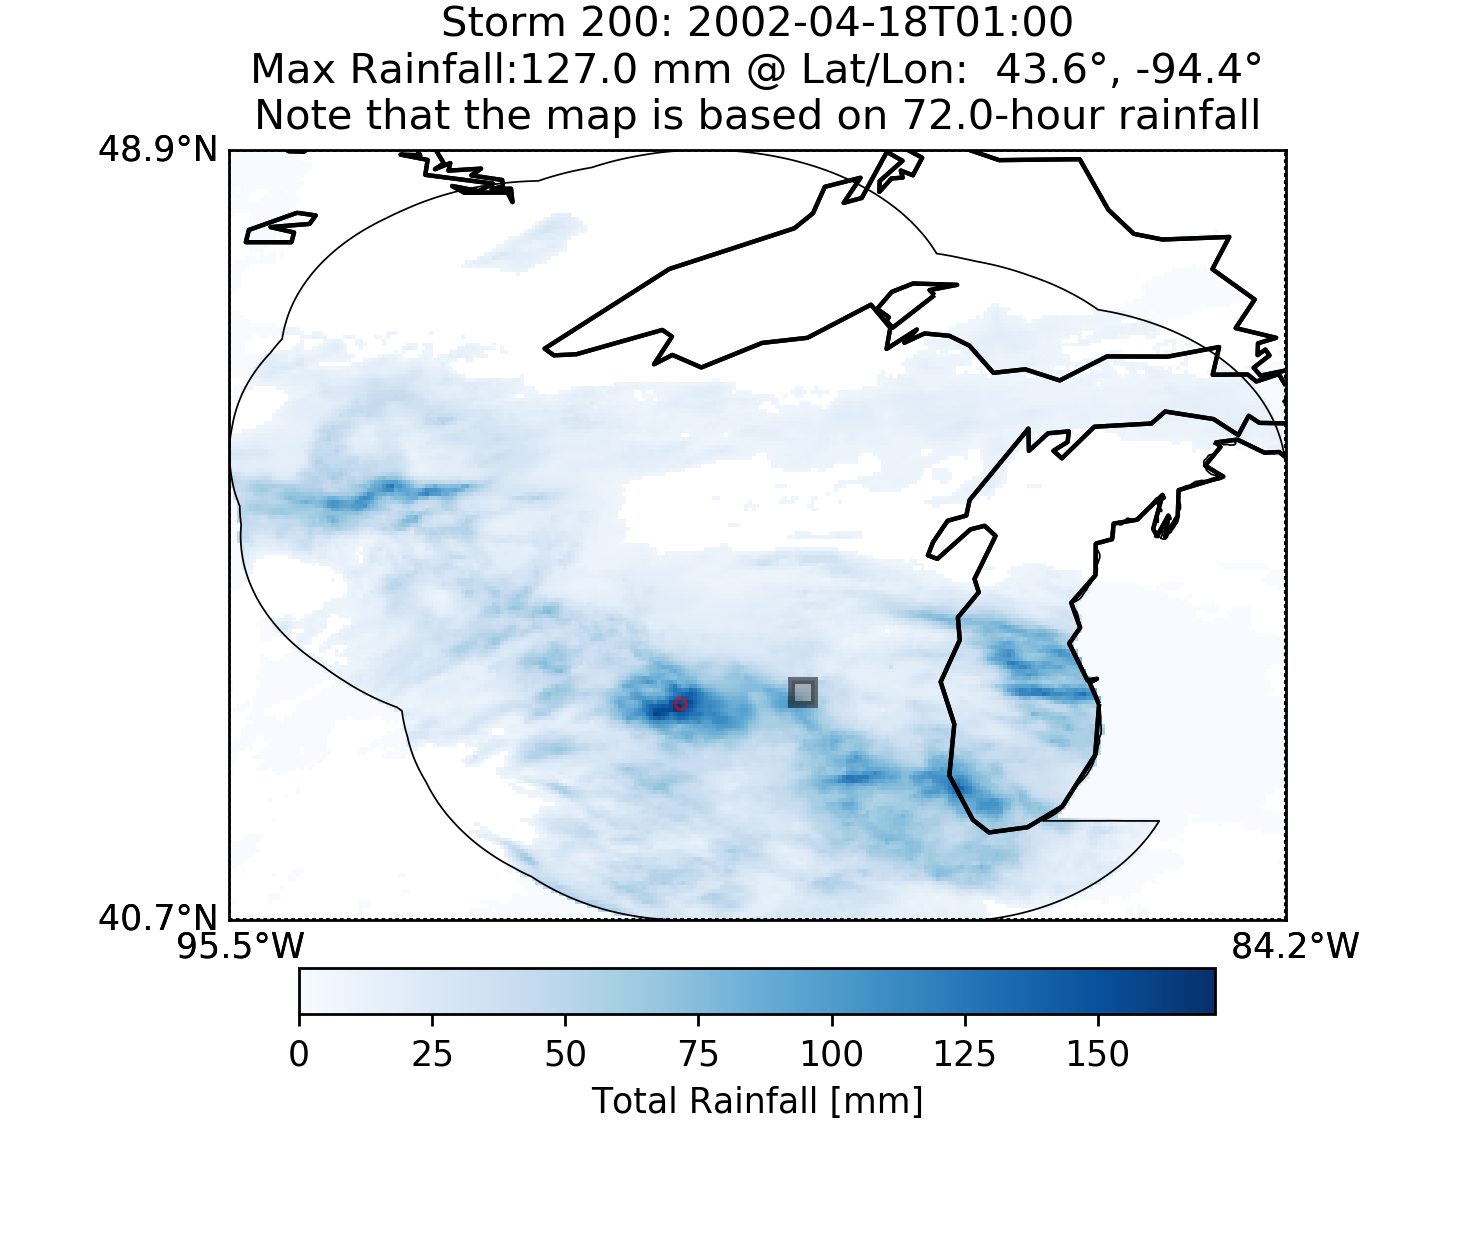 Storm 200: 2002-04-18T01:00
Max Rainfall:127.0 mm @ Lat/Lon:  43.6°, -94.4°
Note that the map is based on 72.0-hour rainfall
48.9°N
40.7°N
95.5°W 84.2°W
0 25 50 75 100 125 150
Total Rainfall [mm]